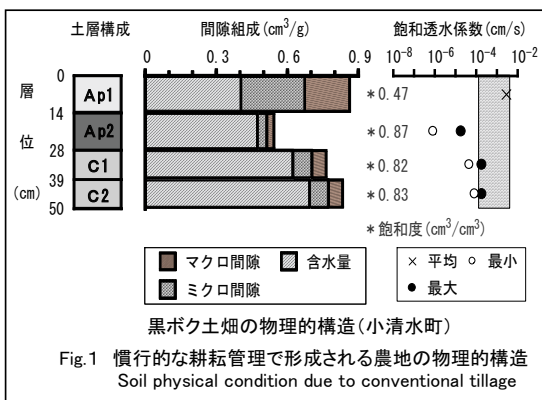 土層構成 間隙組成(cm³/g) 飽和透水係数(cm/s)
0 0.3 0.6 0.9 10⁻⁸ 10⁻⁶ 10⁻⁴ 10⁻²
層位(cm)
0
14
28
39
50
Ap1 *0.47
Ap2 *0.87
C1 *0.82
C2 *0.83
*飽和度(cm³/cm³)
マクロ間隙 含水量
ミクロ間隙
× 平均 ○ 最小
● 最大
黒ボク土畑の物理的構造(小清水町)
Fig.1 慣行的な耕耘管理で形成される農地の物理的構造
Soil physical condition due to conventional tillage